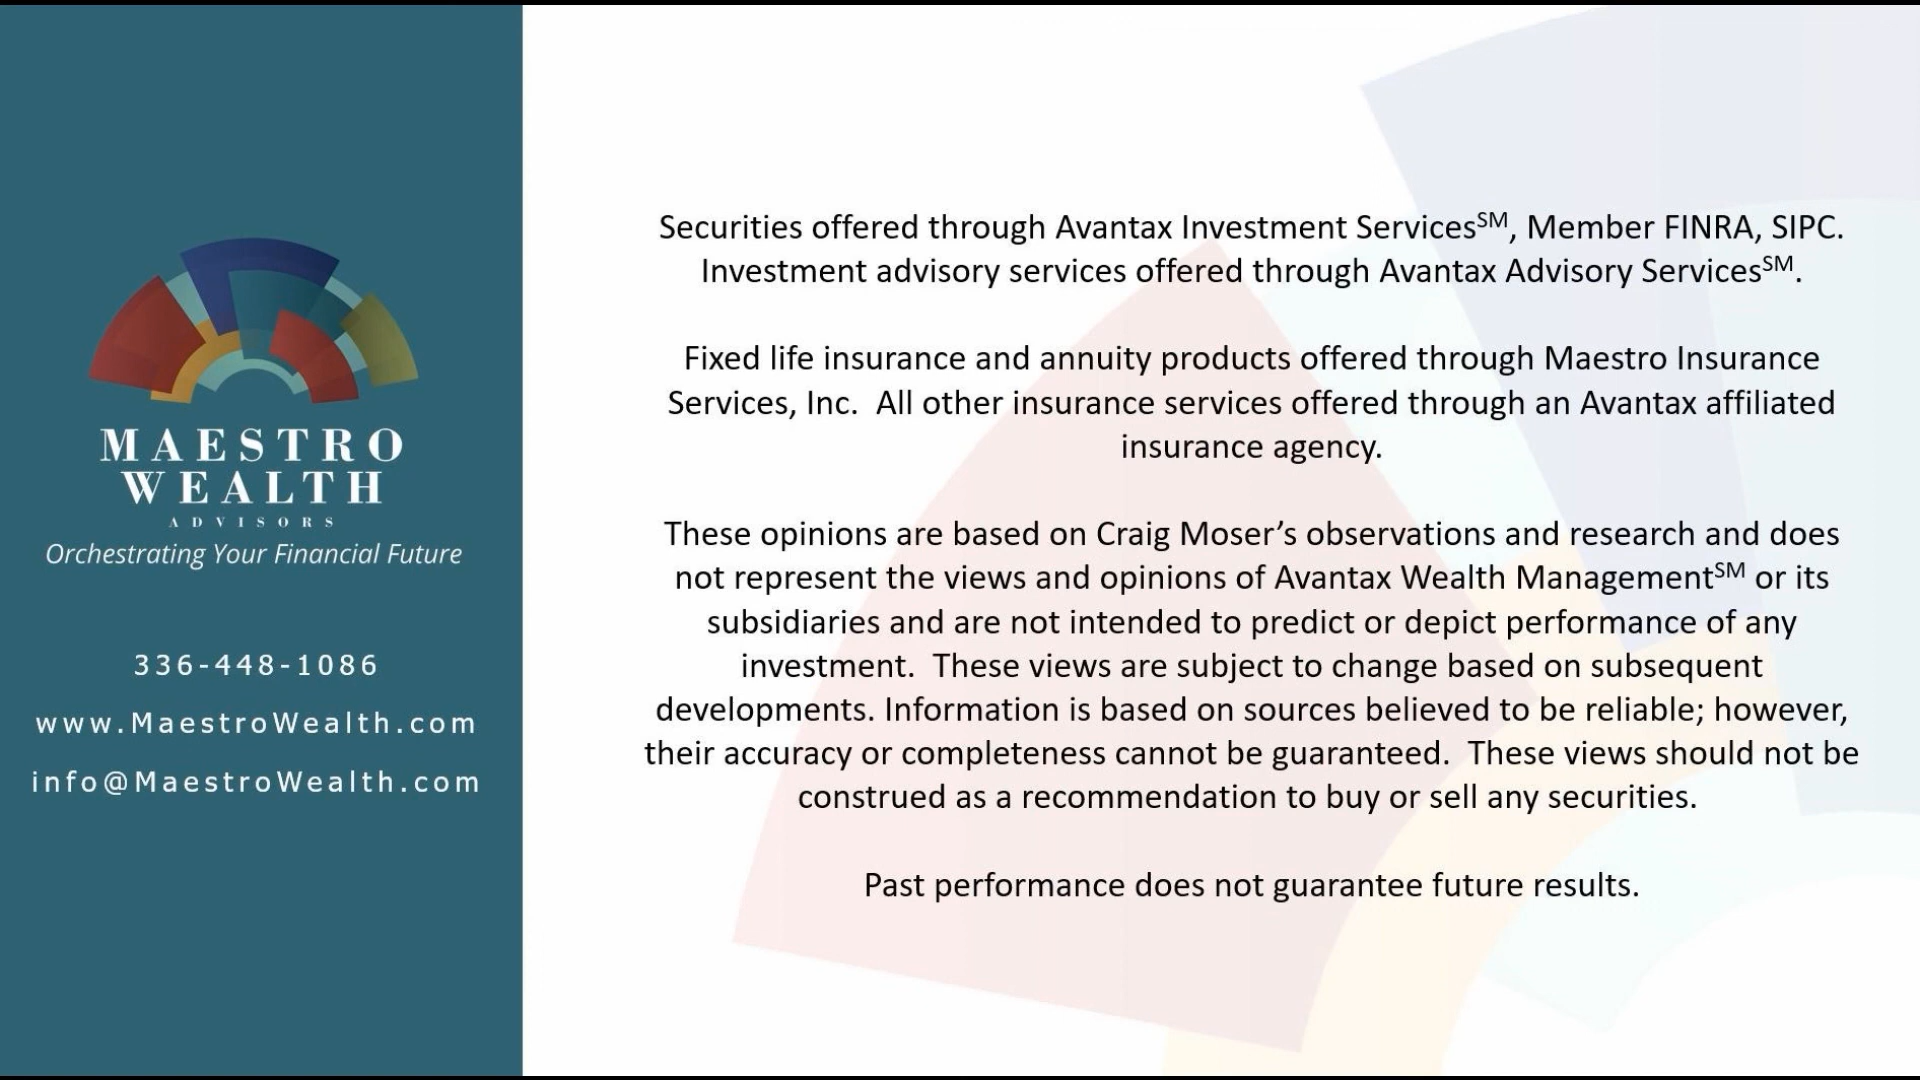 MAESTRO
WEALTH
ADVISORS
Orchestrating Your Financial Future
336-448-1086
www.MaestroWealth.com
info@MaestroWealth.com
Securities offered through Avantax Investment Services℠, Member FINRA, SIPC.
Investment advisory services offered through Avantax Advisory Services℠.
Fixed life insurance and annuity products offered through Maestro Insurance
Services, Inc.  All other insurance services offered through an Avantax affiliated
insurance agency.
These opinions are based on Craig Moser’s observations and research and does
not represent the views and opinions of Avantax Wealth Management℠ or its
subsidiaries and are not intended to predict or depict performance of any
investment.  These views are subject to change based on subsequent
developments. Information is based on sources believed to be reliable; however,
their accuracy or completeness cannot be guaranteed.  These views should not be
construed as a recommendation to buy or sell any securities.
Past performance does not guarantee future results.